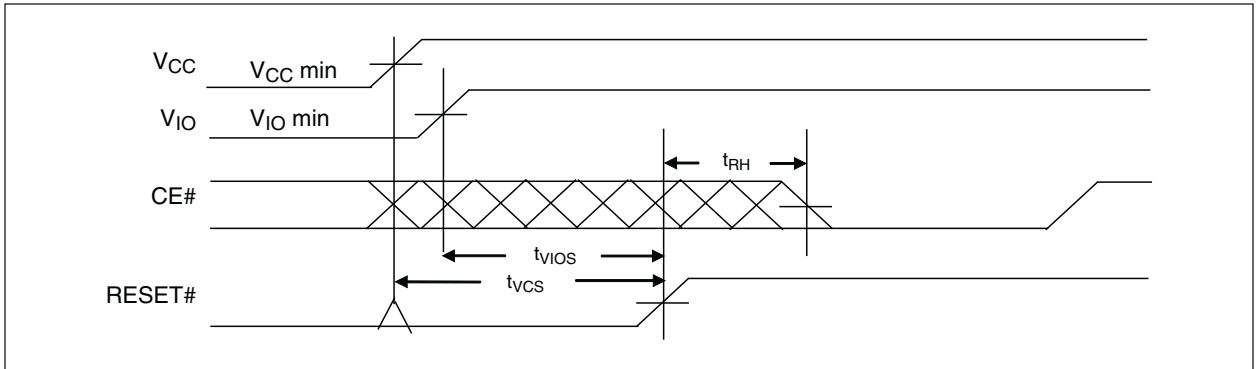 VCC
VCC min
VIO
VIO min
tRH
CE#
tVIOS
tVCS
RESET#